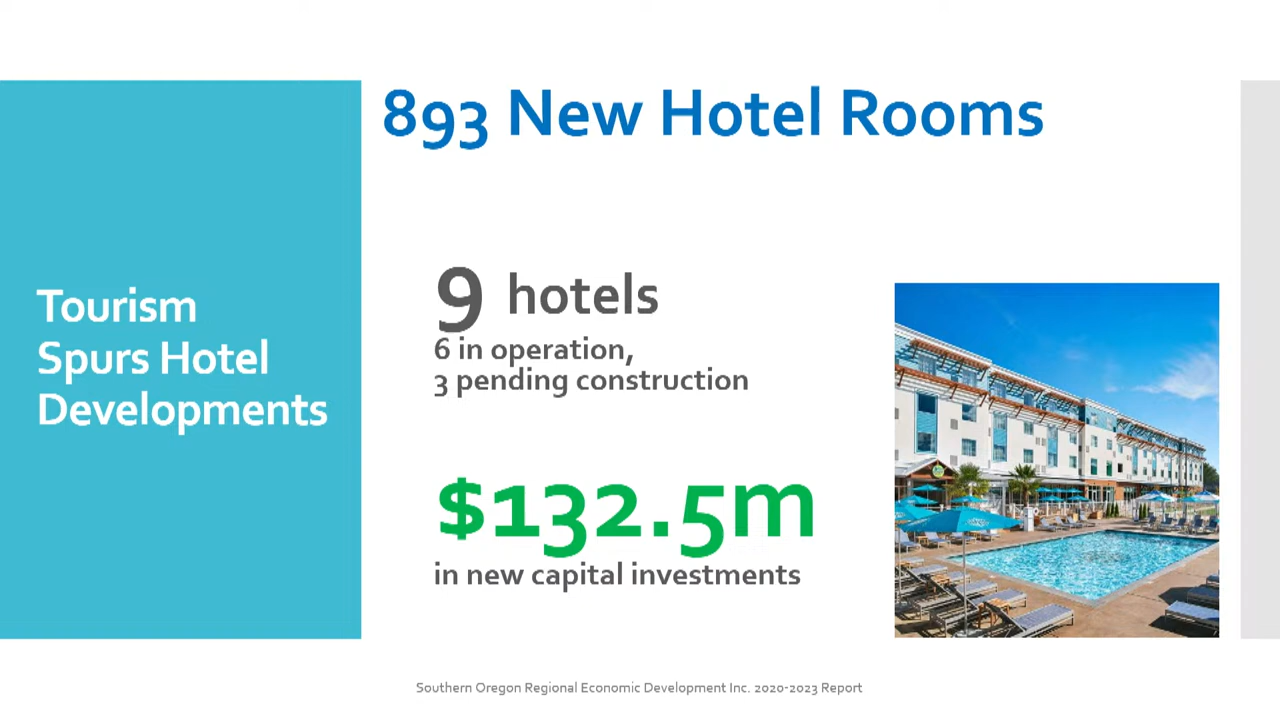 893 New Hotel Rooms
Tourism
Spurs Hotel
Developments
9 hotels
6 in operation,
3 pending construction
$132.5m
in new capital investments
Southern Oregon Regional Economic Development Inc. 2020-2023 Report